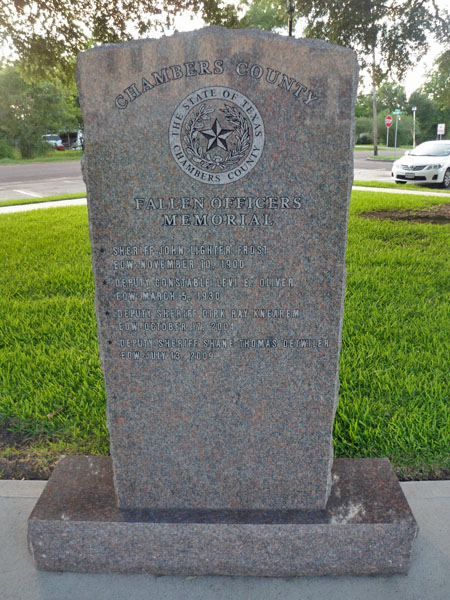 CHAMBERS COUNTY
THE STATE OF TEXAS
CHAMBERS COUNTY
FALLEN OFFICERS
MEMORIAL
SHERIFF JOHN LIGHTER FROST
EOW: NOVEMBER 10, 1900
DEPUTY CONSTABLE LEVI E. OLIVER
EOW: MARCH 5, 1930
DEPUTY SHERIFF DIRK RAY KNEAREM
EOW: OCTOBER 17, 2004
DEPUTY SHERIFF SHANE THOMAS DETWILER
EOW: JULY 13, 2009